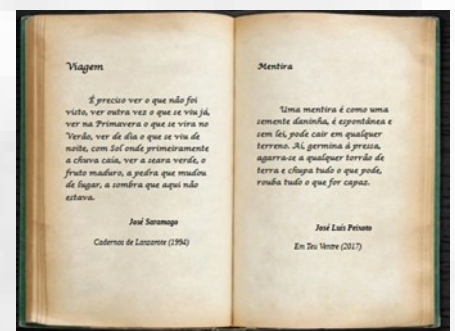 Viagem
É preciso ver o que não foi
visto, ver outra vez o que se viu já,
ver na Primavera o que se vira no
Verão, ver de dia o que se viu de
noite, com Sol onde primeiramente
a chuva caía, ver a seara verde, o
fruto maduro, a pedra que mudou
de lugar, a sombra que aqui não
estava.
José Saramago
Cadernos de Lanzarote (1994)
Mentira
Uma mentira é como uma
semente daninha, é espontânea e
sem lei, pode cair em qualquer
terreno. Aí, germina á pressa,
agarra-se a qualquer torrão de
terra e chupa tudo o que pode,
rouba tudo o que for capaz.
José Luís Peixoto
Em Teu Ventre (2017)